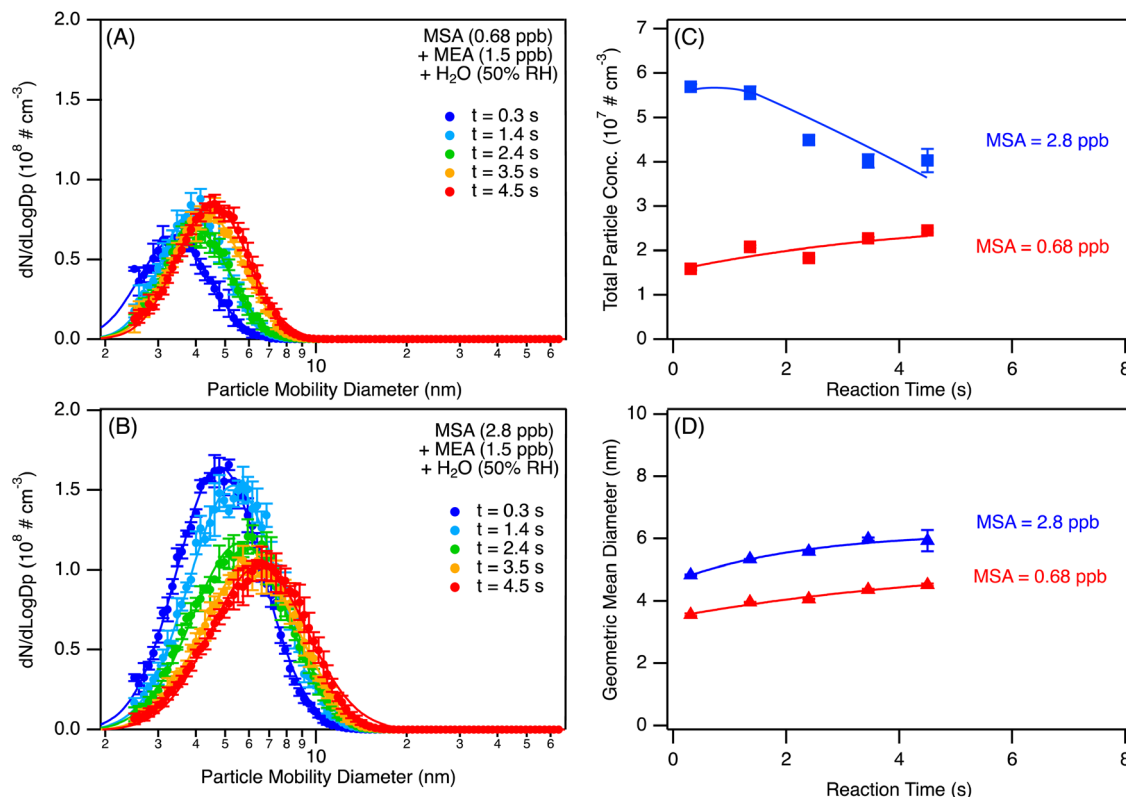 (A)
MSA (0.68 ppb)
+ MEA (1.5 ppb)
+ H₂O (50% RH)
t = 0.3 s
t = 1.4 s
t = 2.4 s
t = 3.5 s
t = 4.5 s
2.0
1.5
1.0
0.5
0.0
dN/dLogDp (10⁸ # cm⁻³)
2 3 4 5 6 7 8 9 10 2 3 4 5 6
Particle Mobility Diameter (nm)
(B)
MSA (2.8 ppb)
+ MEA (1.5 ppb)
+ H₂O (50% RH)
t = 0.3 s
t = 1.4 s
t = 2.4 s
t = 3.5 s
t = 4.5 s
2.0
1.5
1.0
0.5
0.0
dN/dLogDp (10⁸ # cm⁻³)
2 3 4 5 6 7 8 9 10 2 3 4 5 6
Particle Mobility Diameter (nm)
(C)
MSA = 2.8 ppb
MSA = 0.68 ppb
7
6
5
4
3
2
1
0
Total Particle Conc. (10⁷ # cm⁻³)
0 2 4 6 8
Reaction Time (s)
(D)
MSA = 2.8 ppb
MSA = 0.68 ppb
10
8
6
4
2
0
Geometric Mean Diameter (nm)
0 2 4 6 8
Reaction Time (s)